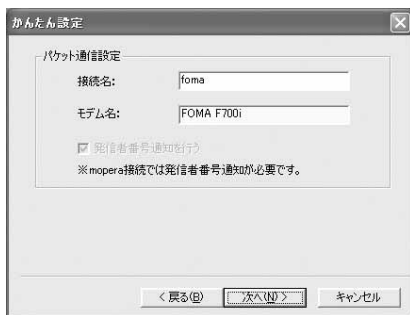 かんたん設定
パケット通信設定
接続名: foma
モデム名: FOMA F700i
発信者番号通知を行う
※mopera接続では発信者番号通知が必要です。
< 戻る(B) 次へ(N) > キャンセル